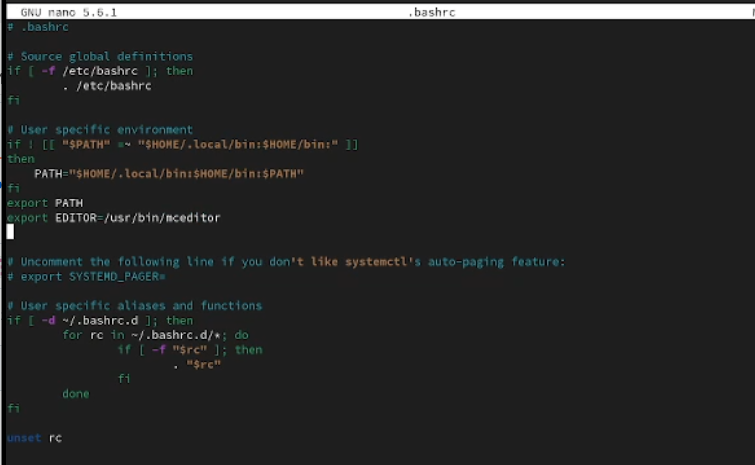 GNU nano 5.6.1 .bashrc
# .bashrc
# Source global definitions
if [ -f /etc/bashrc ]; then
. /etc/bashrc
fi
# User specific environment
if ! [[ "$PATH" =~ "$HOME/.local/bin:$HOME/bin:" ]]
then
PATH="$HOME/.local/bin:$HOME/bin:$PATH"
fi
export PATH
export EDITOR=/usr/bin/mceditor
# Uncomment the following line if you don't like systemctl's auto-paging feature:
# export SYSTEMD_PAGER=
# User specific aliases and functions
if [ -d ~/.bashrc.d ]; then
for rc in ~/.bashrc.d/*; do
if [ -f "$rc" ]; then
. "$rc"
fi
done
fi
unset rc